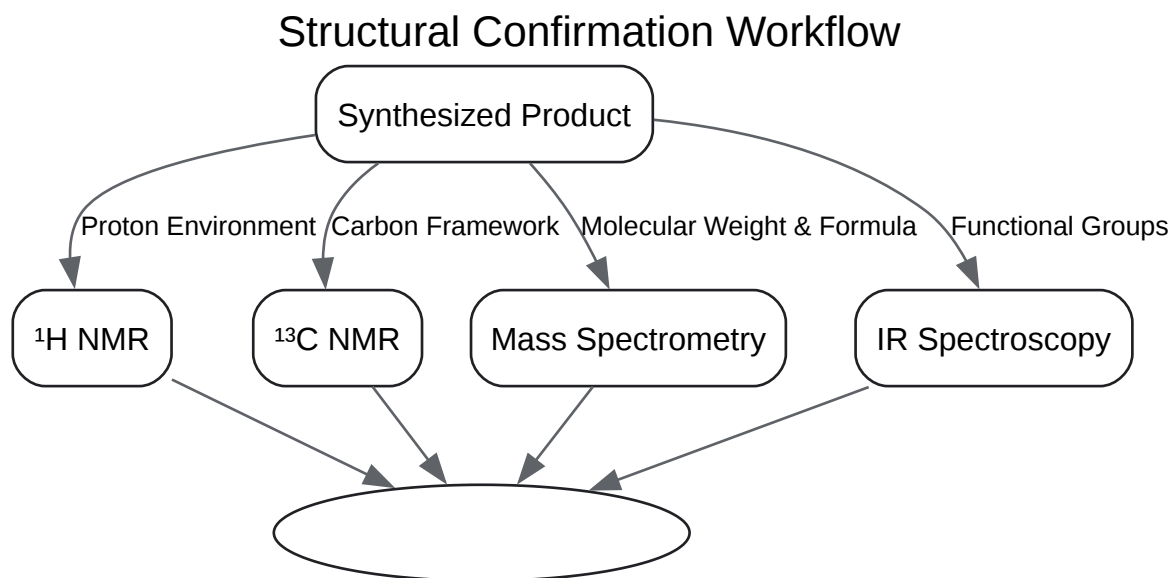 Structural Confirmation Workflow
Synthesized Product
Proton Environment
Carbon Framework
Molecular Weight & Formula
Functional Groups
¹H NMR
¹³C NMR
Mass Spectrometry
IR Spectroscopy